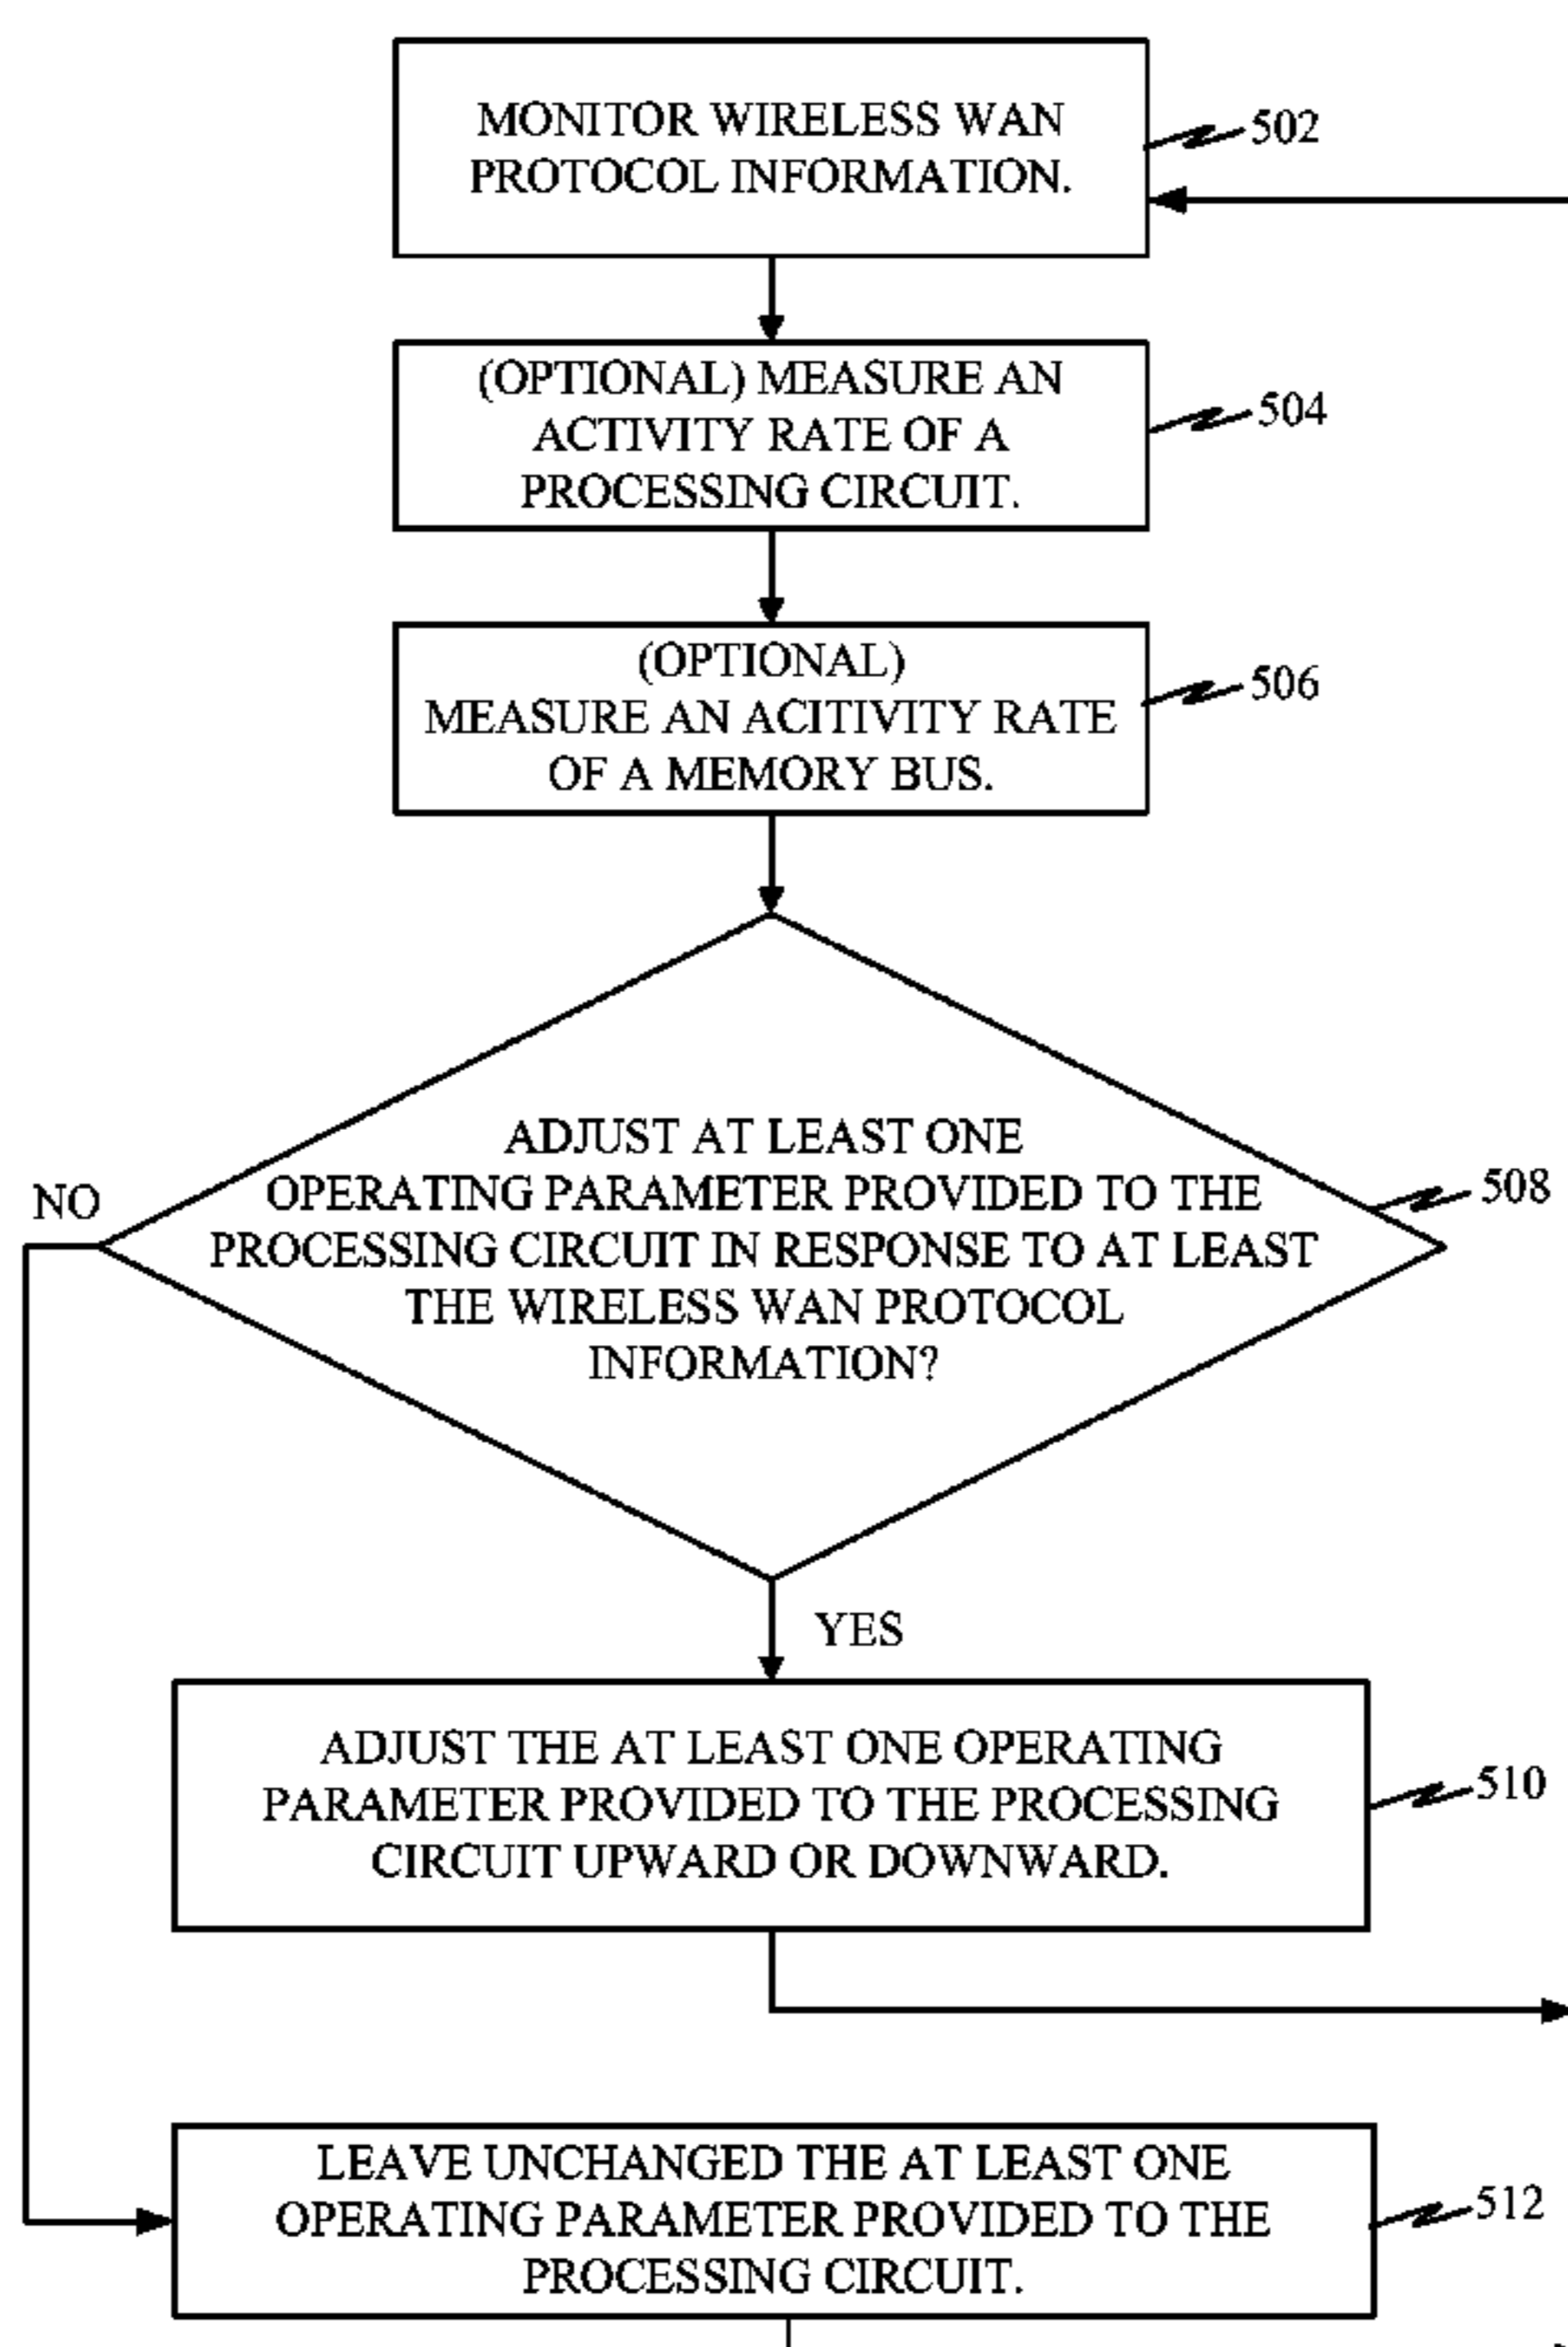 MONITOR WIRELESS WAN
PROTOCOL INFORMATION.
502
(OPTIONAL) MEASURE AN
ACTIVITY RATE OF A
PROCESSING CIRCUIT.
504
(OPTIONAL)
MEASURE AN ACITIVITY RATE
OF A MEMORY BUS.
506
ADJUST AT LEAST ONE
OPERATING PARAMETER PROVIDED TO THE
PROCESSING CIRCUIT IN RESPONSE TO AT LEAST
THE WIRELESS WAN PROTOCOL
INFORMATION?
508
NO
YES
ADJUST THE AT LEAST ONE OPERATING
PARAMETER PROVIDED TO THE PROCESSING
CIRCUIT UPWARD OR DOWNWARD.
510
LEAVE UNCHANGED THE AT LEAST ONE
OPERATING PARAMETER PROVIDED TO THE
PROCESSING CIRCUIT.
512